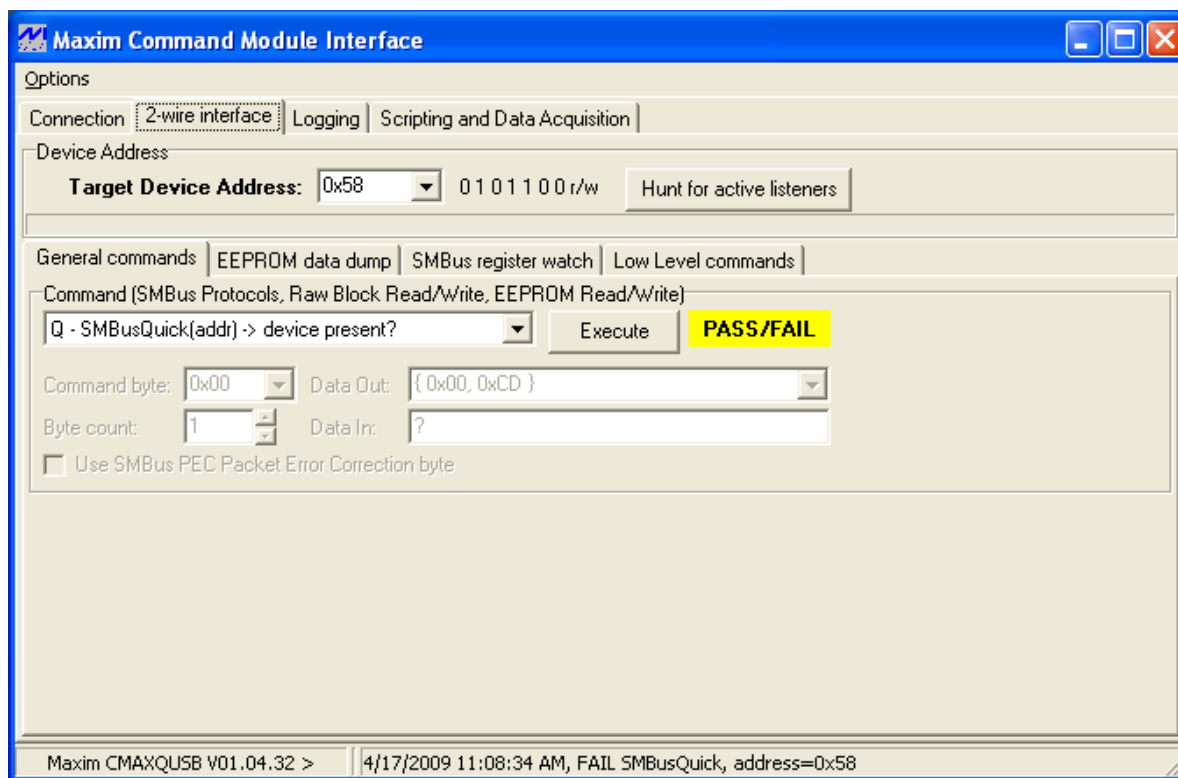 Maxim Command Module Interface
Options
Connection 2-wire interface Logging Scripting and Data Acquisition
Device Address
Target Device Address: 0x58 0 1 0 1 1 0 0 r/w Hunt for active listeners
General commands EEPROM data dump SMBus register watch Low Level commands
Command (SMBus Protocols, Raw Block Read/Write, EEPROM Read/Write)
Q - SMBusQuick(addr) -> device present? Execute PASS/FAIL
Command byte: 0x00 Data Out: { 0x00, 0xCD }
Byte count: 1 Data In: ?
Use SMBus PEC Packet Error Correction byte
Maxim CMAXQUSB V01.04.32 > 4/17/2009 11:08:34 AM, FAIL SMBusQuick, address=0x58